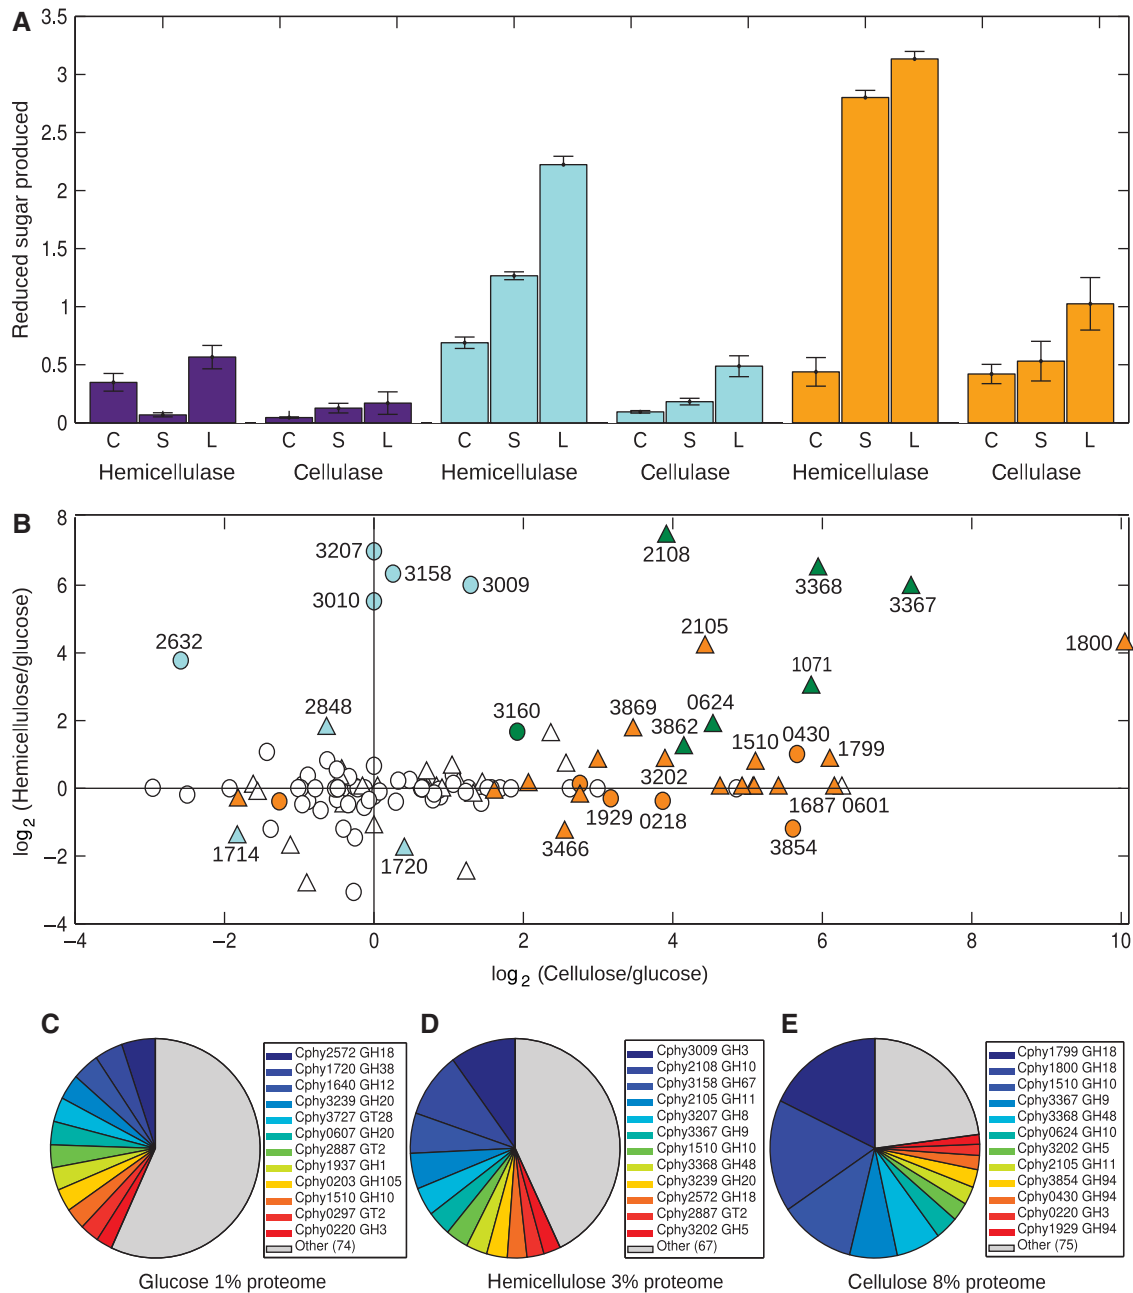 A
3.5
3
2.5
2
1.5
1
0.5
0
Reduced sugar produced
C S L C S L C S L C S L C S L C S L
Hemicellulase Cellulase Hemicellulase Cellulase Hemicellulase Cellulase
B
8
6
4
2
0
−2
−4
log2 (Hemicellulose/glucose)
3207
3158
3009
3010
2632
2848
2108
3368
3367
2105
1800
1071
3869
0624
3160
3862
0430
1510
1799
3202
1929
0218
1687 0601
3466
3854
1714
1720
−4 −2 0 2 4 6 8 10
log2 (Cellulose/glucose)
C
Cphy2572 GH18
Cphy1720 GH38
Cphy1640 GH12
Cphy3239 GH20
Cphy3727 GT28
Cphy0607 GH20
Cphy2887 GT2
Cphy1937 GH1
Cphy0203 GH105
Cphy1510 GH10
Cphy0297 GT2
Cphy0220 GH3
Other (74)
Glucose 1% proteome
D
Cphy3009 GH3
Cphy2108 GH10
Cphy3158 GH67
Cphy2105 GH11
Cphy3207 GH8
Cphy3367 GH9
Cphy1510 GH10
Cphy3368 GH48
Cphy3239 GH20
Cphy2572 GH18
Cphy2887 GT2
Cphy3202 GH5
Other (67)
Hemicellulose 3% proteome
E
Cphy1799 GH18
Cphy1800 GH18
Cphy1510 GH10
Cphy3367 GH9
Cphy3368 GH48
Cphy0624 GH10
Cphy3202 GH5
Cphy2105 GH11
Cphy3854 GH94
Cphy0430 GH94
Cphy0220 GH3
Cphy1929 GH94
Other (75)
Cellulose 8% proteome